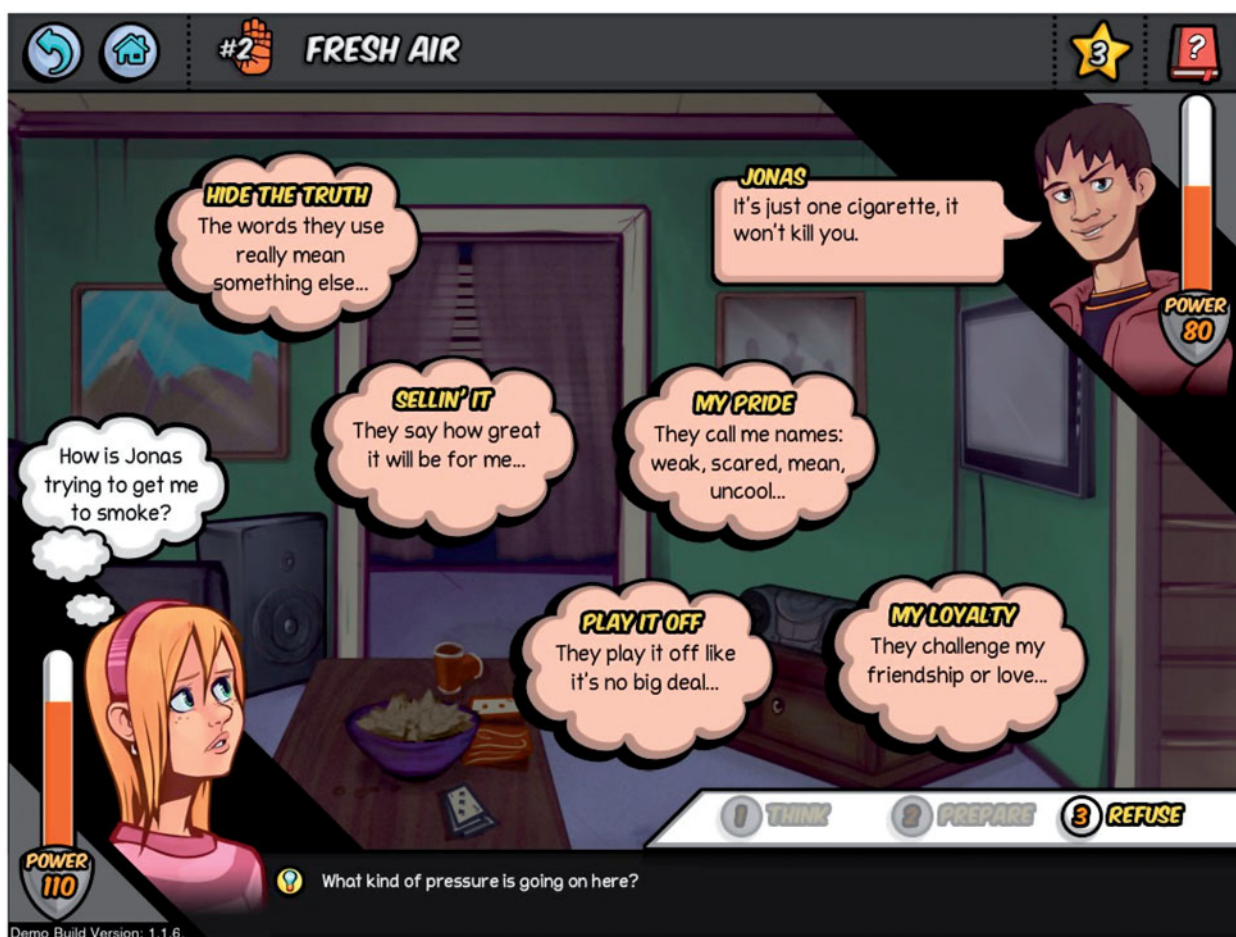 #2
FRESH AIR
3
?
HIDE THE TRUTH
The words they use
really mean
something else...
JONAS
It's just one cigarette, it
won't kill you.
POWER
80
SELLIN' IT
They say how great
it will be for me...
MY PRIDE
They call me names:
weak, scared, mean,
uncool...
How is Jonas
trying to get me
to smoke?
PLAY IT OFF
They play it off like
it's no big deal...
MY LOYALTY
They challenge my
friendship or love...
1 THINK 2 PREPARE 3 REFUSE
POWER
110
What kind of pressure is going on here?
Demo Build Version: 1.1.6.